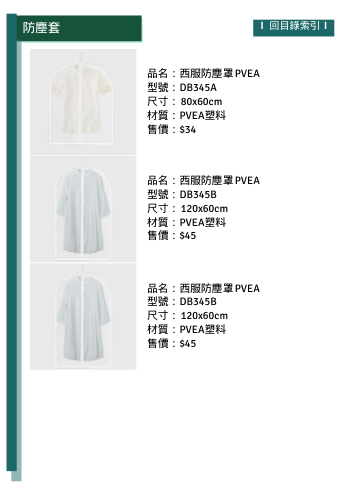 防塵套
I 回目錄索引 I
品名：西服防塵罩PVEA
型號：DB345A
尺寸： 80x60cm
材質：PVEA塑料
售價：$34
品名：西服防塵罩PVEA
型號：DB345B
尺寸： 120x60cm
材質：PVEA塑料
售價：$45
品名：西服防塵罩PVEA
型號：DB345B
尺寸： 120x60cm
材質：PVEA塑料
售價：$45